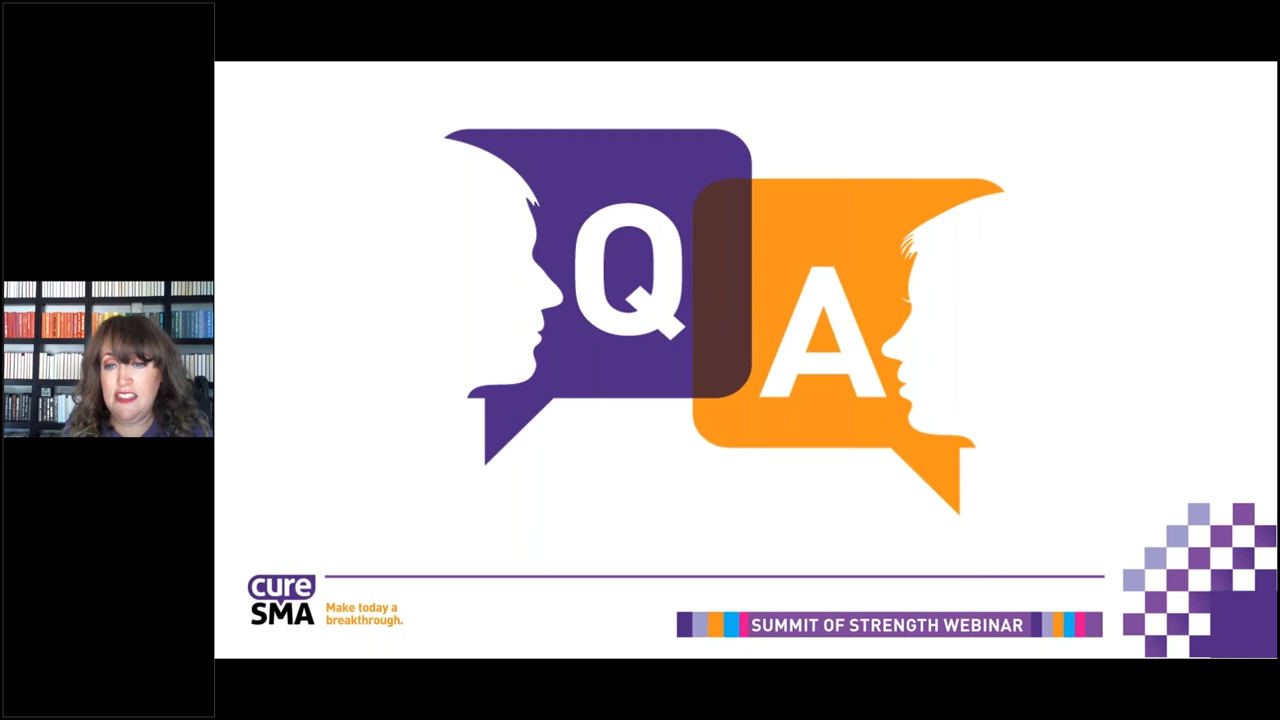 Q
A
cure
SMA
Make today a
breakthrough.
SUMMIT OF STRENGTH WEBINAR